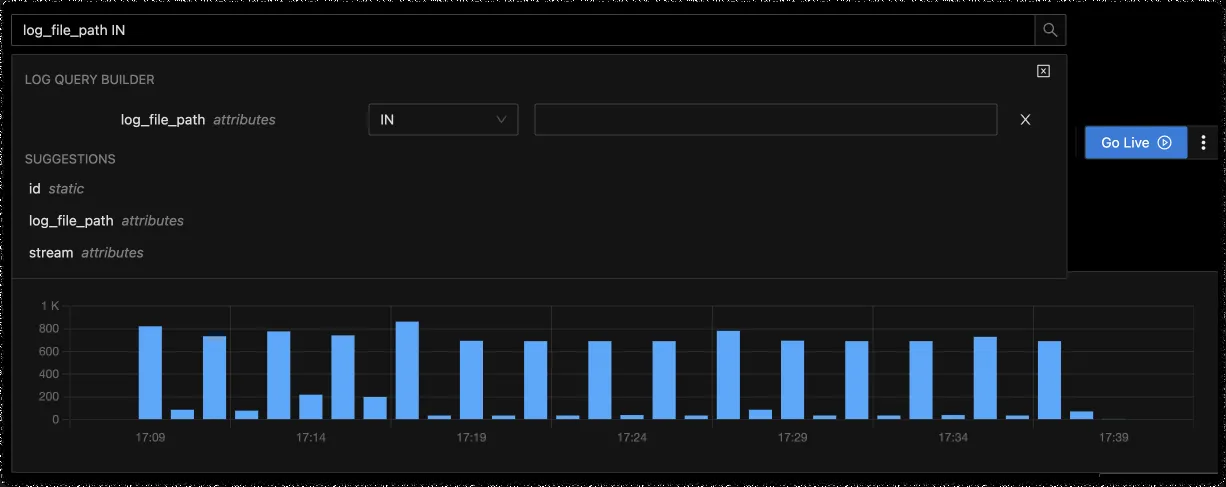 log_file_path IN
LOG QUERY BUILDER
log_file_path attributes IN
Go Live
SUGGESTIONS
id static
log_file_path attributes
stream attributes
1 K
800
600
400
200
0
17:09 17:14 17:19 17:24 17:29 17:34 17:39